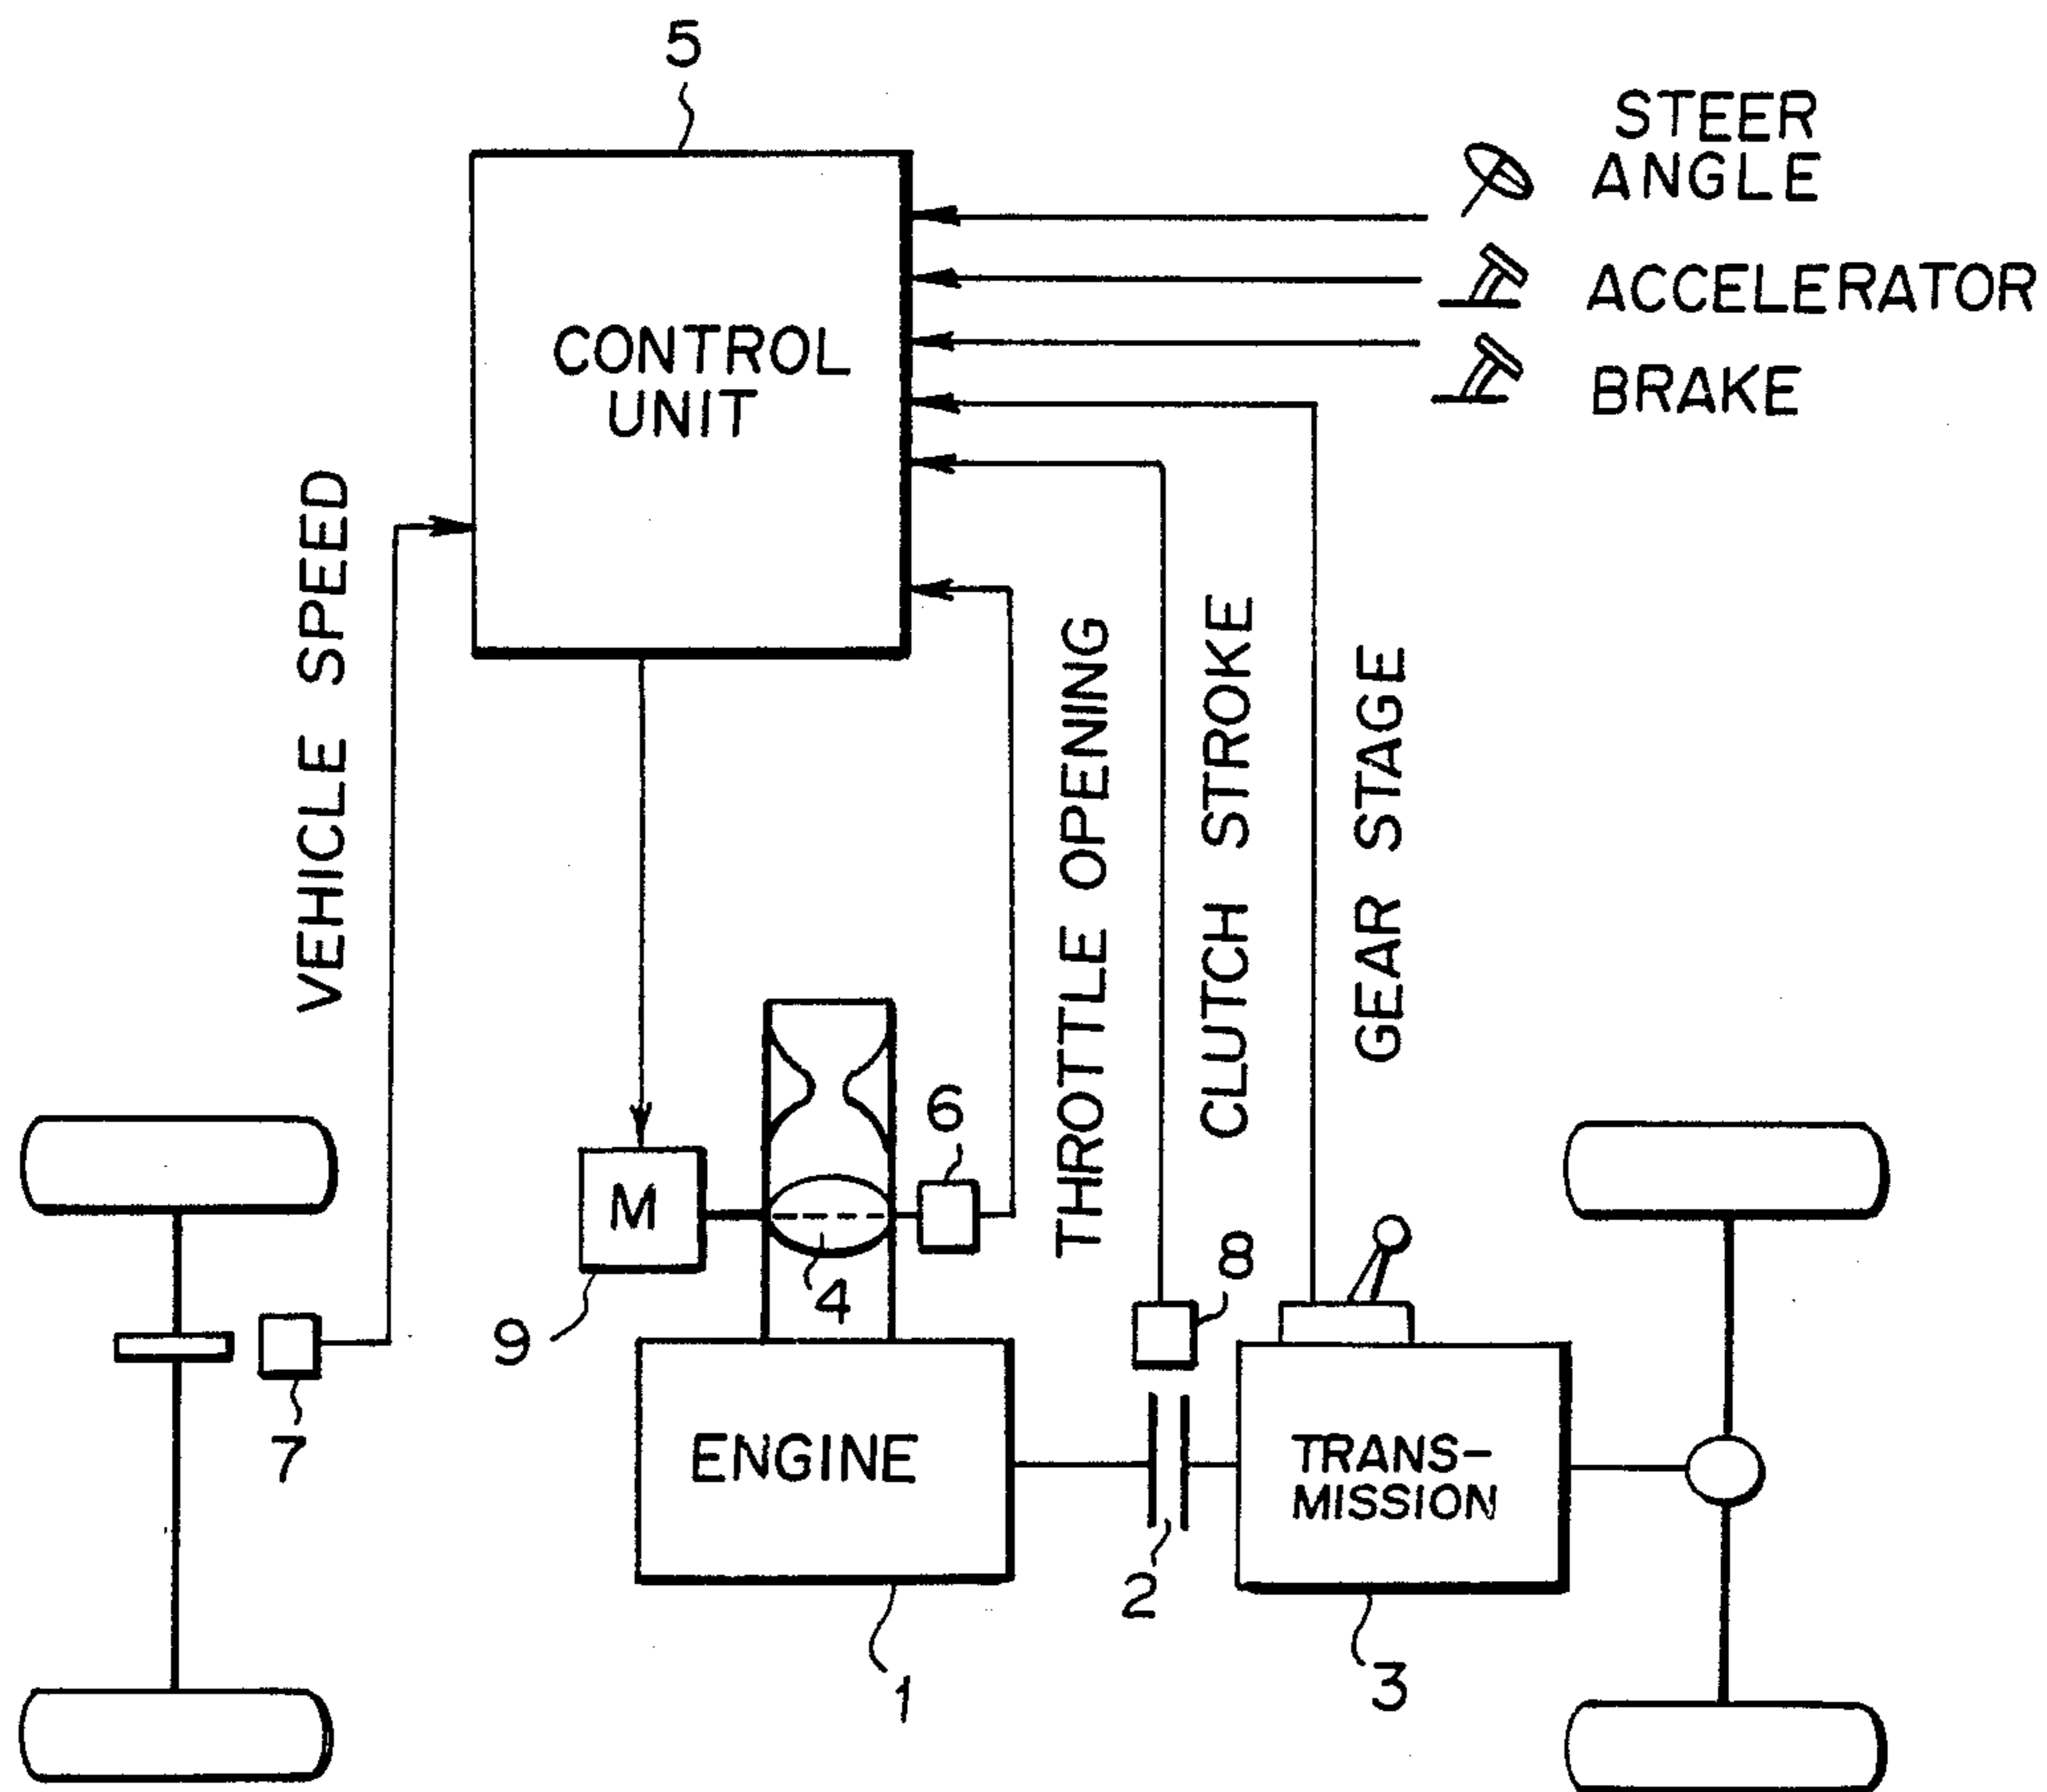 5
STEER
ANGLE
ACCELERATOR
BRAKE
CONTROL
UNIT
VEHICLE SPEED
THROTTLE OPENING
CLUTCH STROKE
GEAR STAGE
6
M
4
8
9
7
ENGINE
TRANS-
MISSION
2
1
3